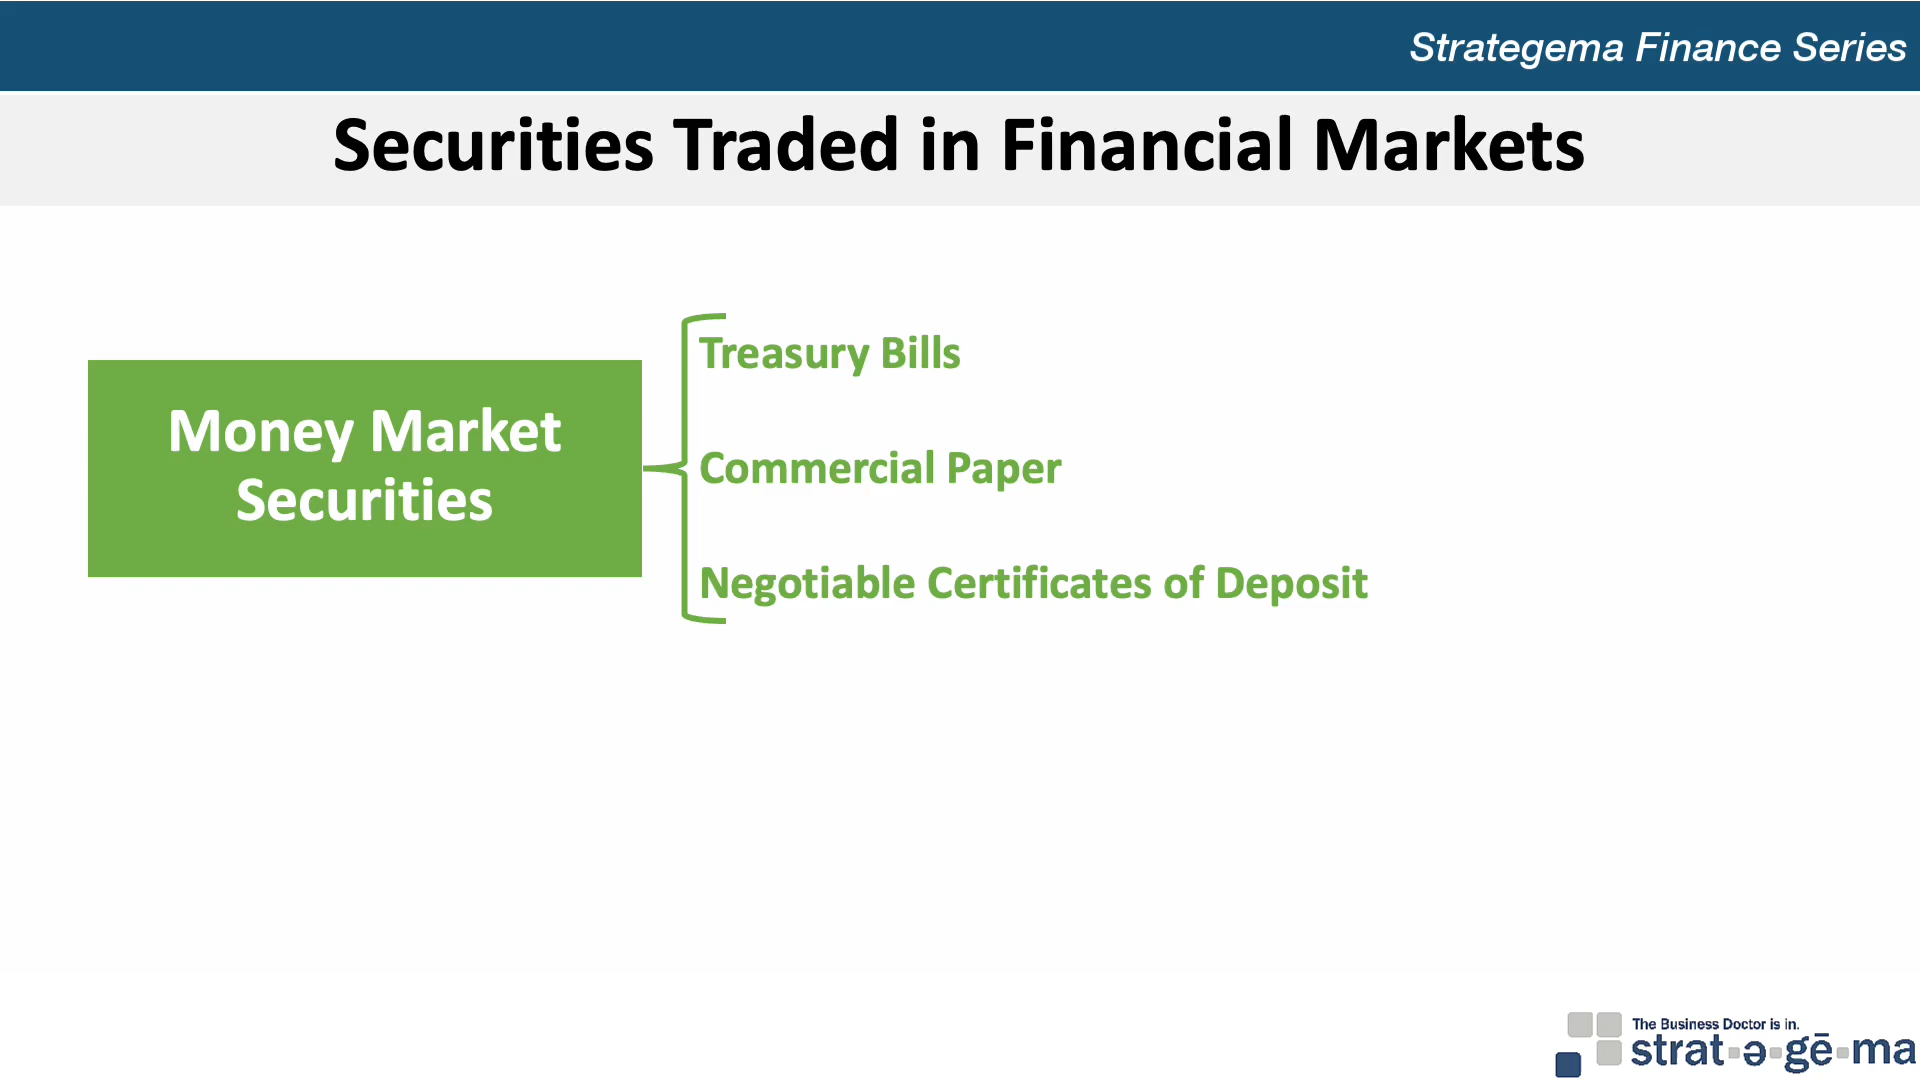 Strategema Finance Series
Securities Traded in Financial Markets
Money Market
Securities
Treasury Bills
Commercial Paper
Negotiable Certificates of Deposit
The Business Doctor is in.
strat-ə-gē-ma